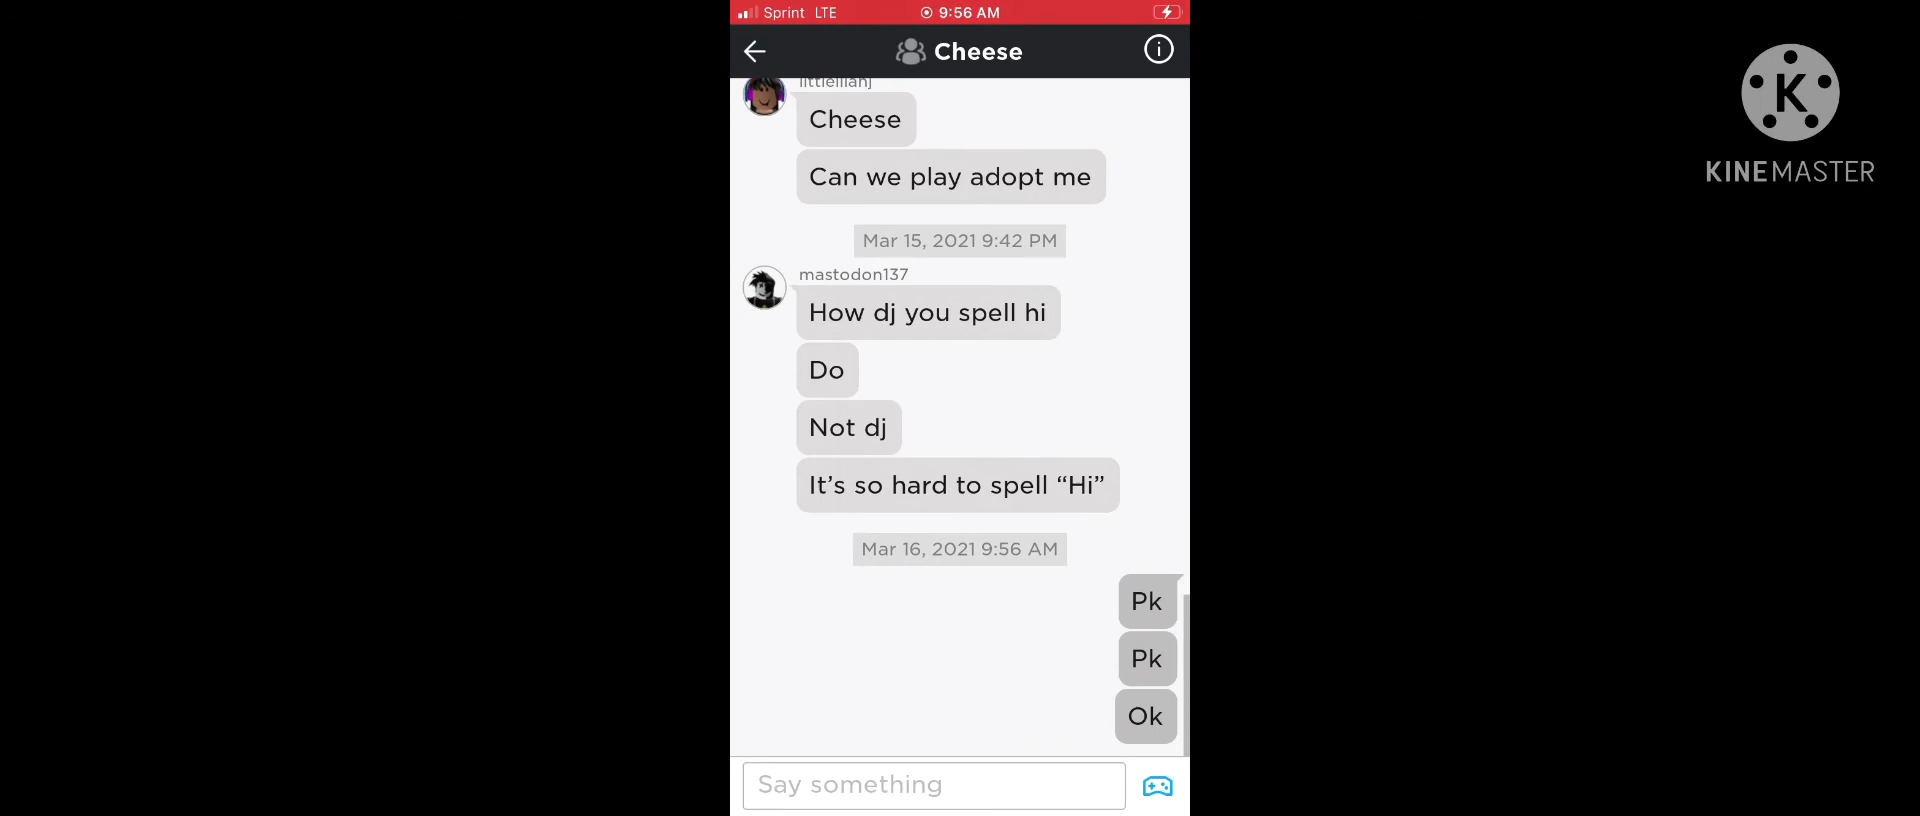 Sprint LTE 9:56 AM
Cheese
Cheese
Can we play adopt me
Mar 15, 2021 9:42 PM
mastodon137
How dj you spell hi
Do
Not dj
It’s so hard to spell “Hi”
Mar 16, 2021 9:56 AM
Pk
Pk
Ok
Say something
K
KINEMASTER